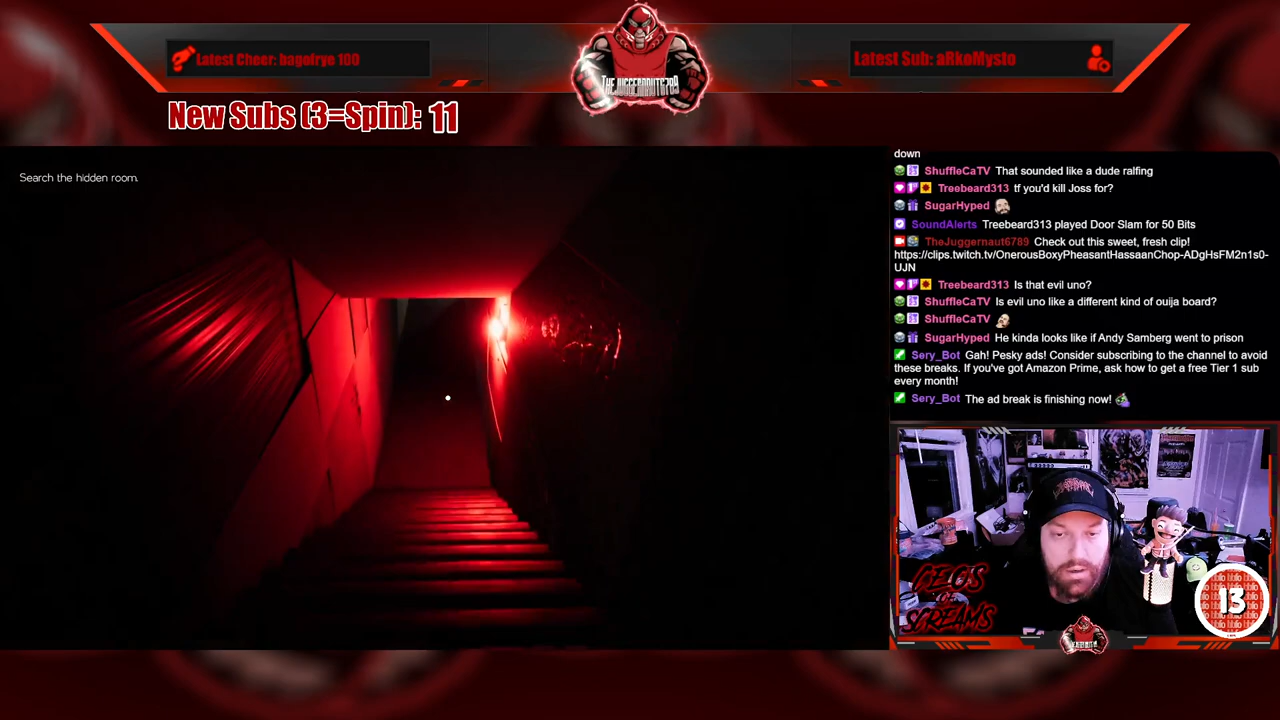 Latest Cheer: bagofrye 100
THEJUGGERNAUT6789
Latest Sub: aRkoMysto
New Subs (3=Spin): 11
Search the hidden room.
down
ShuffleCaTV That sounded like a dude ralfing
Treebeard313 tf you'd kill Joss for?
SugarHyped
SoundAlerts Treebeard313 played Door Slam for 50 Bits
TheJuggernaut6789 Check out this sweet, fresh clip!
https://clips.twitch.tv/OnerousBoxyPheasantHassaanChop-ADgHsFM2n1s0-
UJN
Treebeard313 Is that evil uno?
ShuffleCaTV Is evil uno like a different kind of ouija board?
ShuffleCaTV
SugarHyped He kinda looks like if Andy Samberg went to prison
Sery_Bot Gah! Pesky ads! Consider subscribing to the channel to avoid
these breaks. If you've got Amazon Prime, ask how to get a free Tier 1 sub
every month!
Sery_Bot The ad break is finishing now!
SCREAMS
13